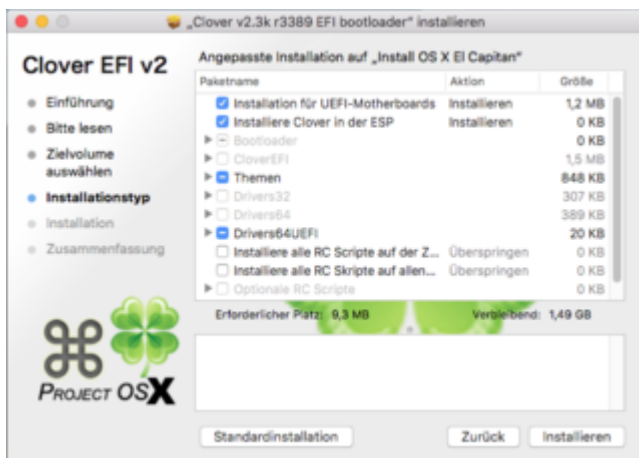 „Clover v2.3k r3389 EFI bootloader“ installieren
Clover EFI v2
Einführung
Bitte lesen
Zielvolume
auswählen
Installationstyp
Installation
Zusammenfassung
PROJECT OSX
Angepasste Installation auf „Install OS X El Capitan“
Paketname Aktion Größe
Installation für UEFI-Motherboards Installieren 1,2 MB
Installiere Clover in der ESP Installieren 0 KB
Bootloader 0 KB
CloverEFI 1,5 MB
Themen 848 KB
Drivers32 307 KB
Drivers64 389 KB
Drivers64UEFI 20 KB
Installiere alle RC Scripte auf der Z... Überspringen 0 KB
Installiere alle RC Skripte auf allen... Überspringen 0 KB
Optionale RC Scripte 0 KB
Erforderlicher Platz: 9,3 MB Verbleibend: 1,49 GB
Standardinstallation Zurück Installieren